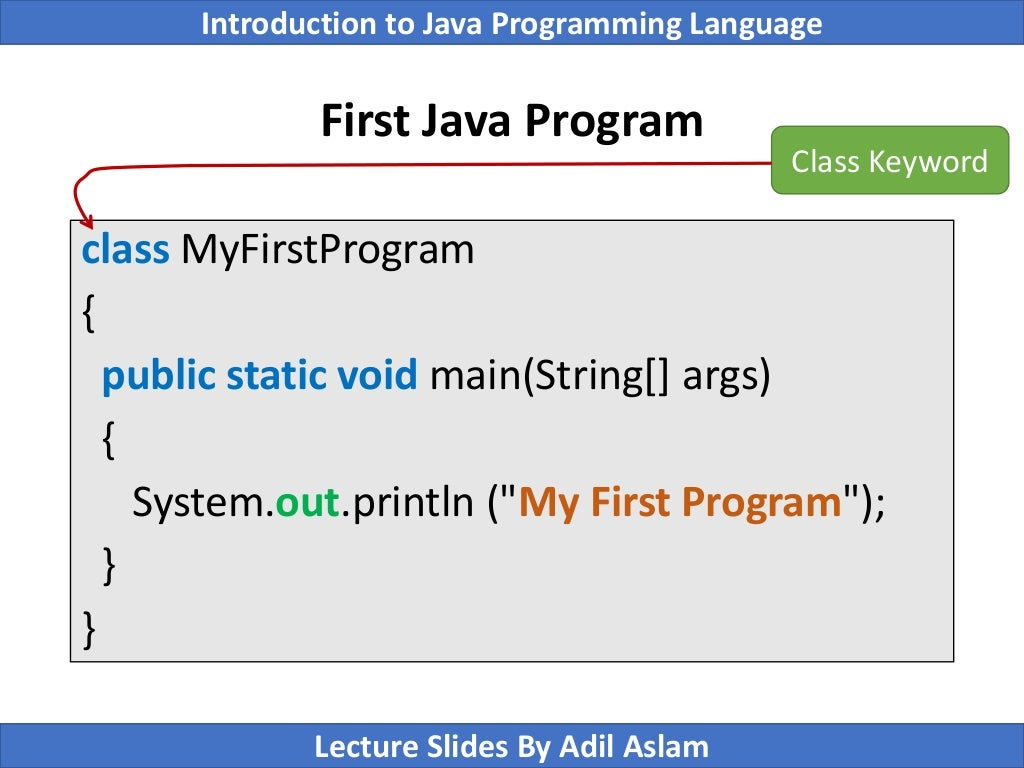 Introduction to Java Programming Language
First Java Program
Class Keyword
class MyFirstProgram
{
public static void main(String[] args)
{
System.out.println ("My First Program");
}
}
Lecture Slides By Adil Aslam